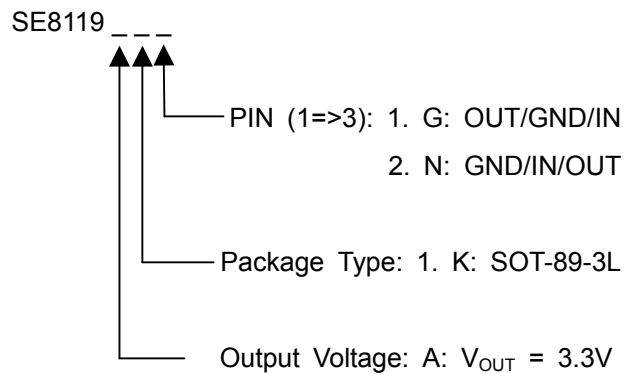 SE8119 _ _ _
PIN (1=>3): 1. G: OUT/GND/IN
2. N: GND/IN/OUT
Package Type: 1. K: SOT-89-3L
Output Voltage: A: VOUT = 3.3V